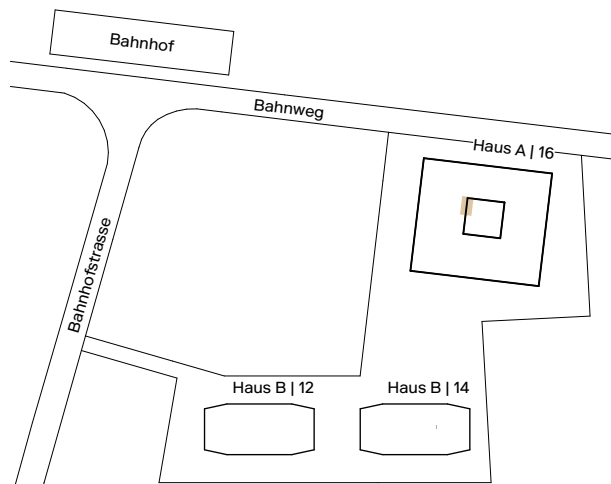 Bahnhof
Bahnweg
Haus A | 16
Bahnhofstrasse
Haus B | 12
Haus B | 14